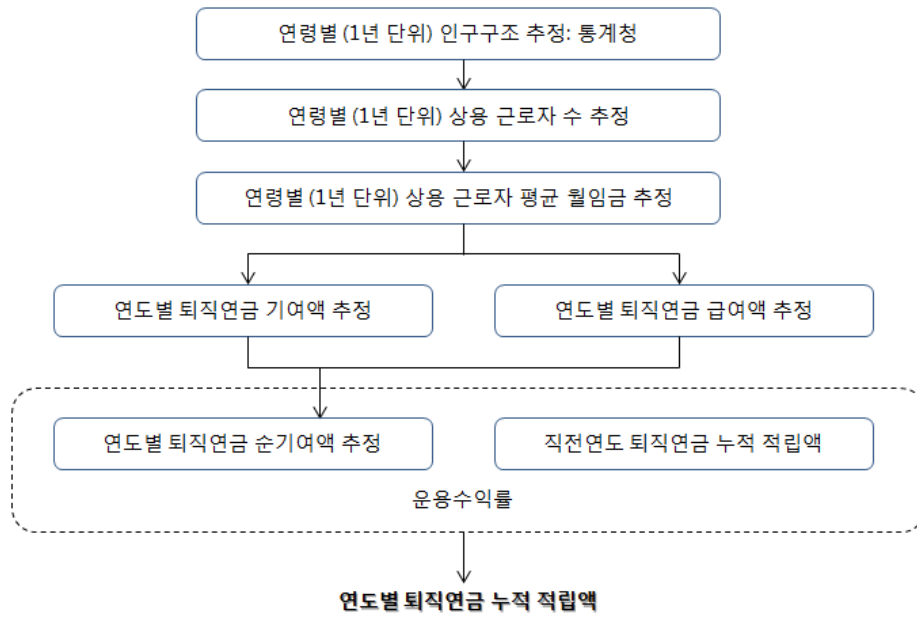 연령별 (1년 단위) 인구구조 추정: 통계청
연령별 (1년 단위) 상용 근로자 수 추정
연령별 (1년 단위) 상용 근로자 평균 월임금 추정
연도별 퇴직연금 기여액 추정
연도별 퇴직연금 급여액 추정
연도별 퇴직연금 순기여액 추정
직전연도 퇴직연금 누적 적립액
운용수익률
연도별 퇴직연금 누적 적립액